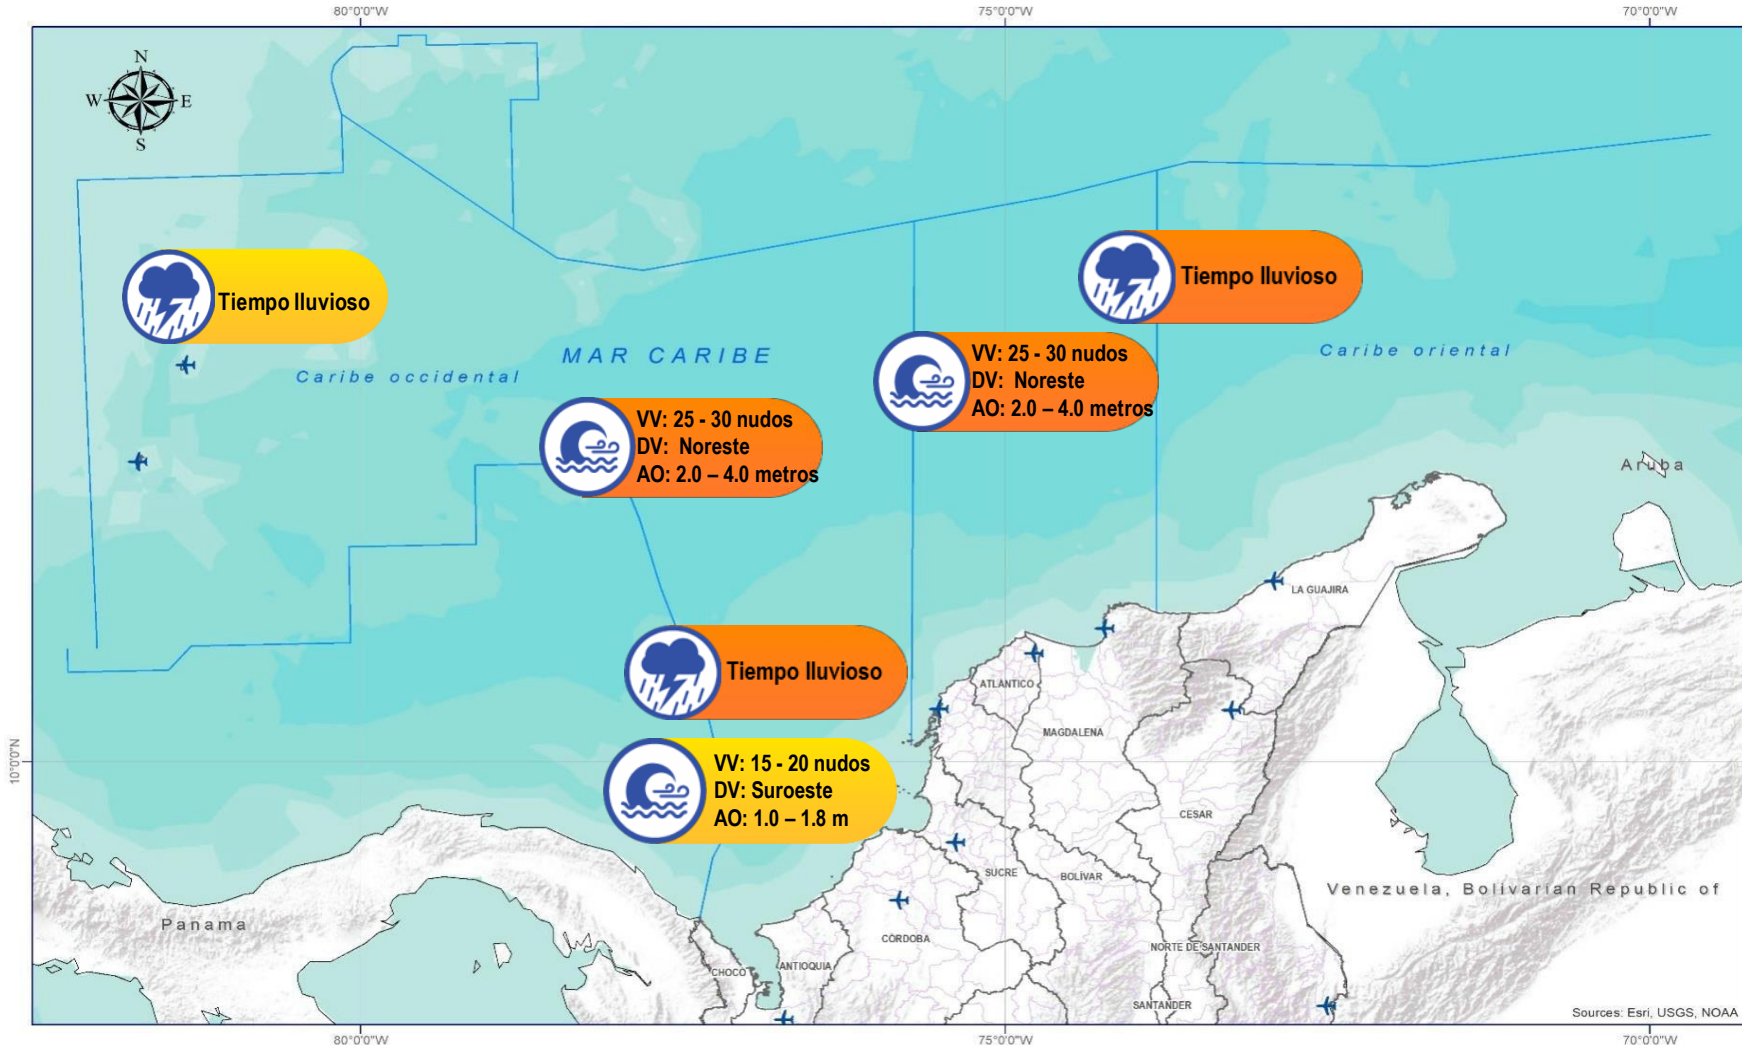 80°0'0"W
75°0'0"W
70°0'0"W
N
W
E
S
Tiempo lluvioso
Tiempo lluvioso
MAR CARIBE
Caribe occidental
Caribe oriental
VV: 25 - 30 nudos
DV: Noreste
AO: 2.0 – 4.0 metros
VV: 25 - 30 nudos
DV: Noreste
AO: 2.0 – 4.0 metros
Aruba
LA GUAJIRA
Tiempo lluvioso
ATLÁNTICO
MAGDALENA
10°0'0"N
VV: 15 - 20 nudos
DV: Suroeste
AO: 1.0 – 1.8 m
CESAR
SUCRE
BOLÍVAR
Venezuela, Bolivarian Republic of
Panama
CÓRDOBA
NORTE DE SANTANDER
CHOCÓ
ANTIOQUIA
SANTANDER
Sources: Esri, USGS, NOAA
80°0'0"W
75°0'0"W
70°0'0"W